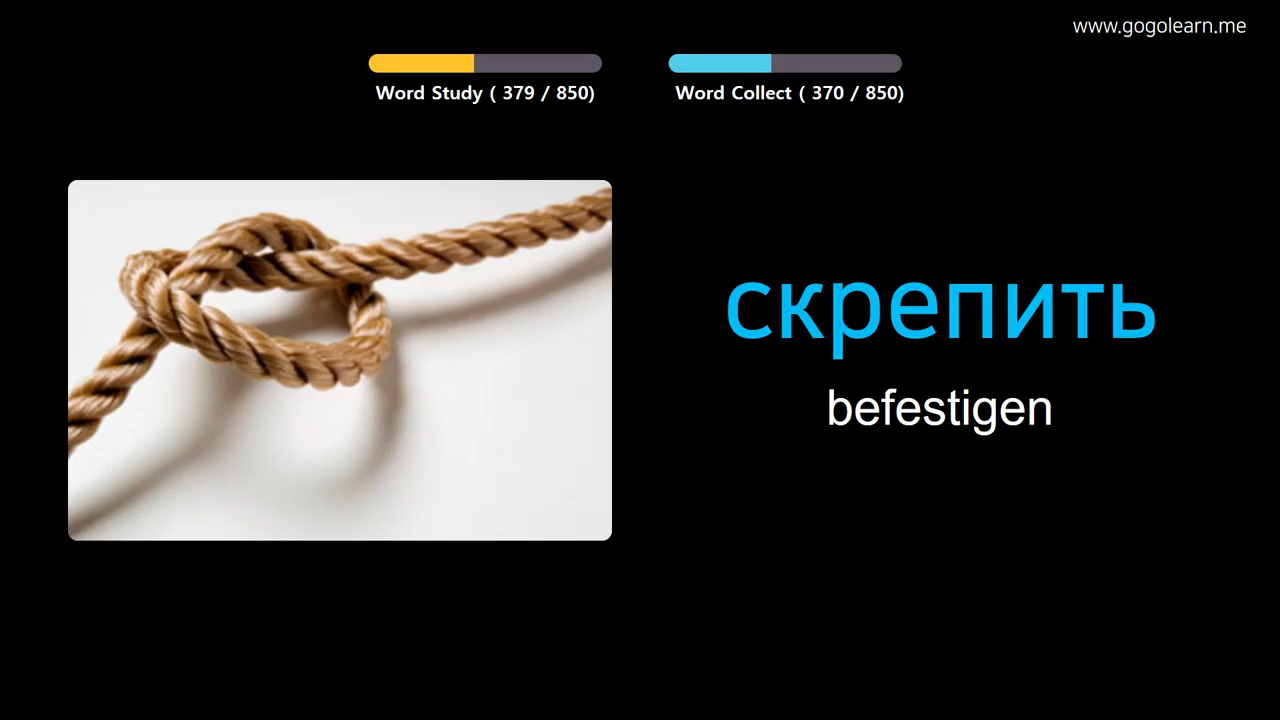 www.gogolearn.me
Word Study ( 379 / 850)
Word Collect ( 370 / 850)
скрепить
befestigen